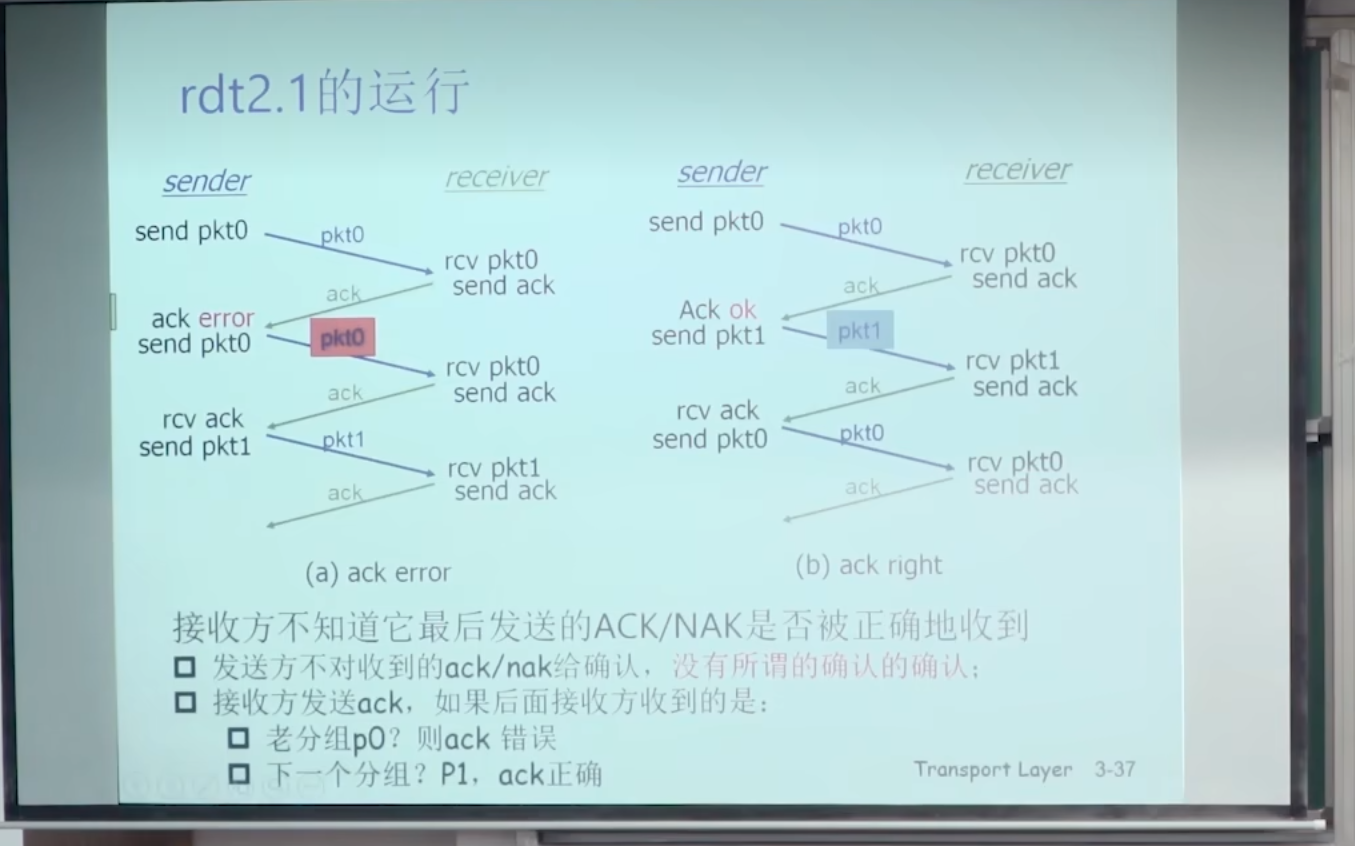 rdt2.1的运行
sender
receiver
send pkt0
pkt0
rcv pkt0
send ack
ack
ack error
send pkt0
pkt0
rcv pkt0
send ack
ack
rcv ack
send pkt1
pkt1
rcv pkt1
send ack
ack
(a) ack error
sender
receiver
send pkt0
pkt0
rcv pkt0
send ack
ack
Ack ok
send pkt1
pkt1
rcv pkt1
send ack
ack
rcv ack
send pkt0
pkt0
rcv pkt0
send ack
ack
(b) ack right
接收方不知道它最后发送的ACK/NAK是否被正确地收到
发送方不对收到的ack/nak给确认，没有所谓的确认的确认；
接收方发送ack，如果后面接收方收到的是：
老分组p0？则ack 错误
下一个分组？P1，ack正确
Transport Layer 3-37